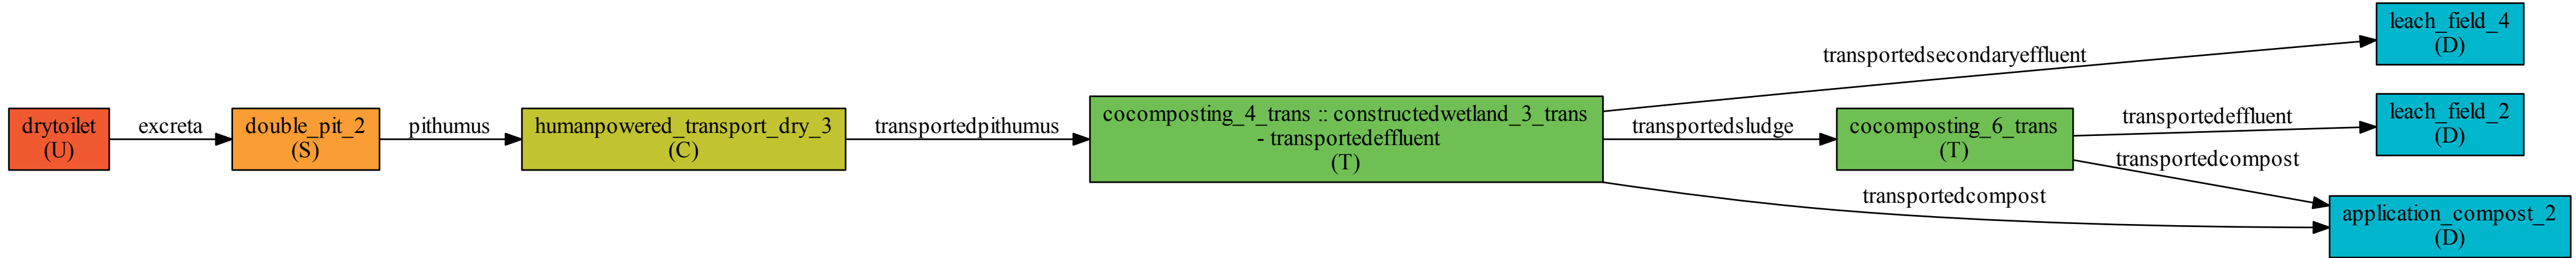 drytoilet
(U)
excreta
double_pit_2
(S)
pithumus
humanpowered_transport_dry_3
(C)
transportedpithumus
cocomposting_4_trans :: constructedwetland_3_trans
- transportedeffluent
(T)
transportedsecondaryeffluent
leach_field_4
(D)
transportedsludge
cocomposting_6_trans
(T)
transportedeffluent
leach_field_2
(D)
transportedcompost
transportedcompost
application_compost_2
(D)